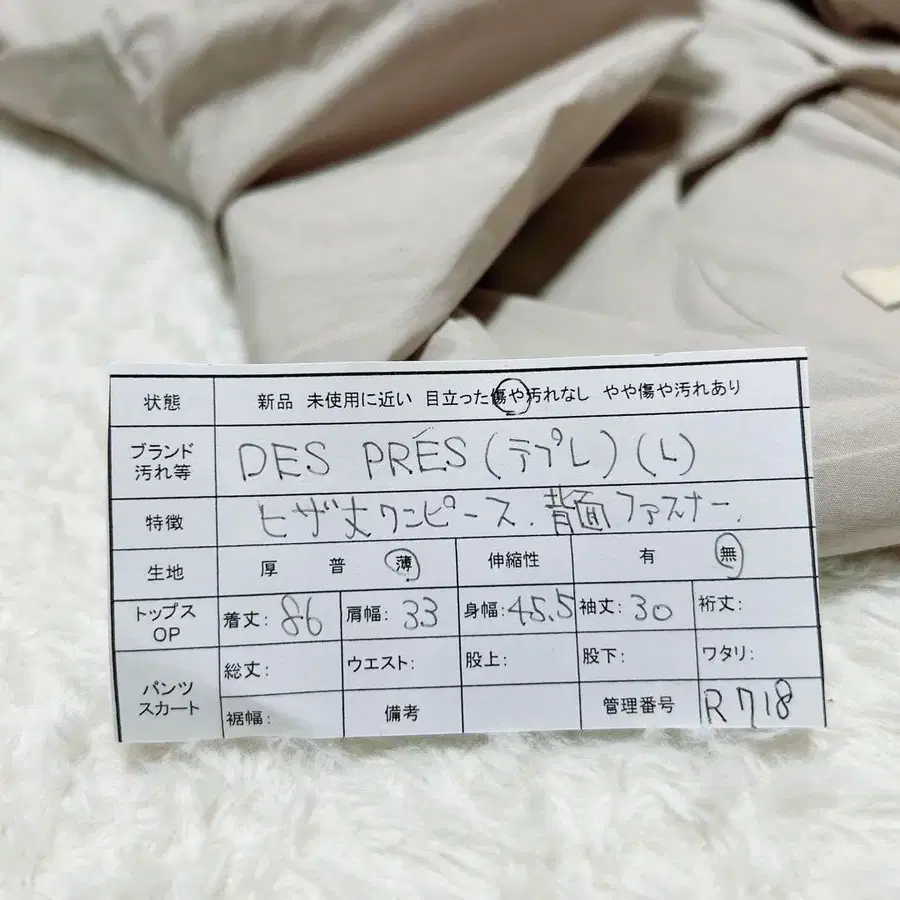 状態 新品 未使用に近い 目立った傷や汚れなし やや傷や汚れあり
ブランド
汚れ等
DES PRÉS (デプレ) (L)
特徴 ヒザ丈ワンピース. 背面ファスナー.
生地 厚 普 薄 伸縮性 有 無
トップス
OP
着丈: 86 肩幅: 33 身幅: 45.5 袖丈: 30 裄丈:
パンツ
スカート
総丈: ウエスト: 股上: 股下: ワタリ:
裾幅: 備考 管理番号 R718